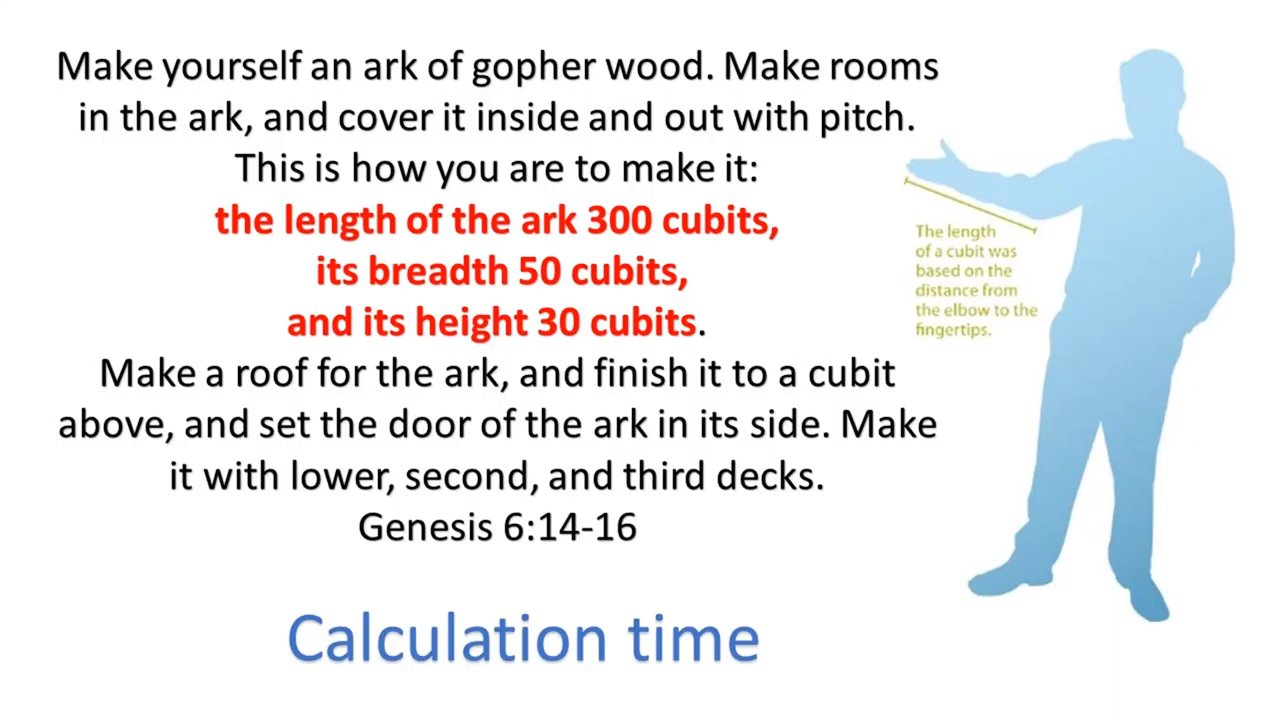 Make yourself an ark of gopher wood. Make rooms
in the ark, and cover it inside and out with pitch.
This is how you are to make it:
the length of the ark 300 cubits,
its breadth 50 cubits,
and its height 30 cubits.
Make a roof for the ark, and finish it to a cubit
above, and set the door of the ark in its side. Make
it with lower, second, and third decks.
Genesis 6:14-16
The length
of a cubit was
based on the
distance from
the elbow to the
fingertips.
Calculation time